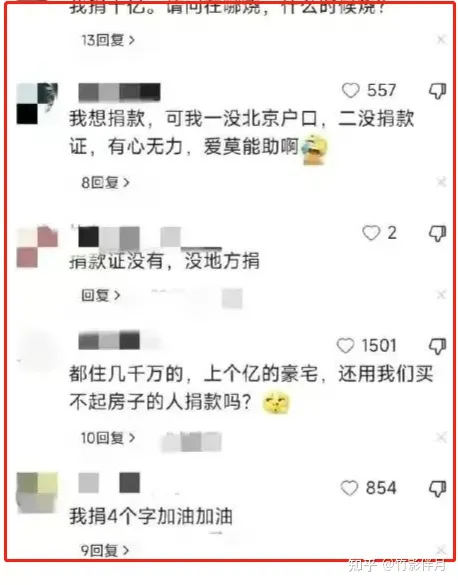 我捐十亿。请问在哪烧，什么时候烧？
13回复 >
557
我想捐款，可我一没北京户口，二没捐款
证，有心无力，爱莫能助啊
8回复 >
2
捐款证没有，没地方捐
回复 >
1501
都住几千万的，上个亿的豪宅，还用我们买
不起房子的人捐款吗？
10回复 >
854
我捐4个字加油加油
9回复 >
知乎 @竹影伴月